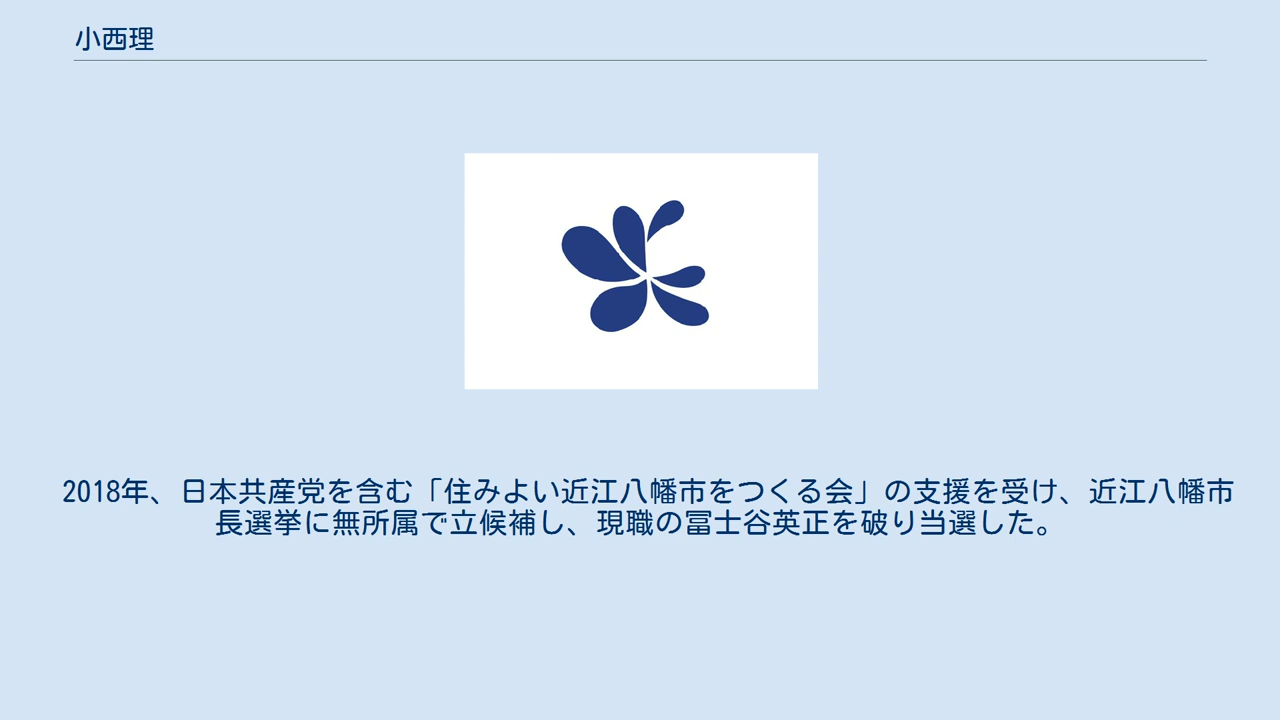 小西理
2018年、日本共産党を含む「住みよい近江八幡市をつくる会」の支援を受け、近江八幡市
長選挙に無所属で立候補し、現職の冨士谷英正を破り当選した。